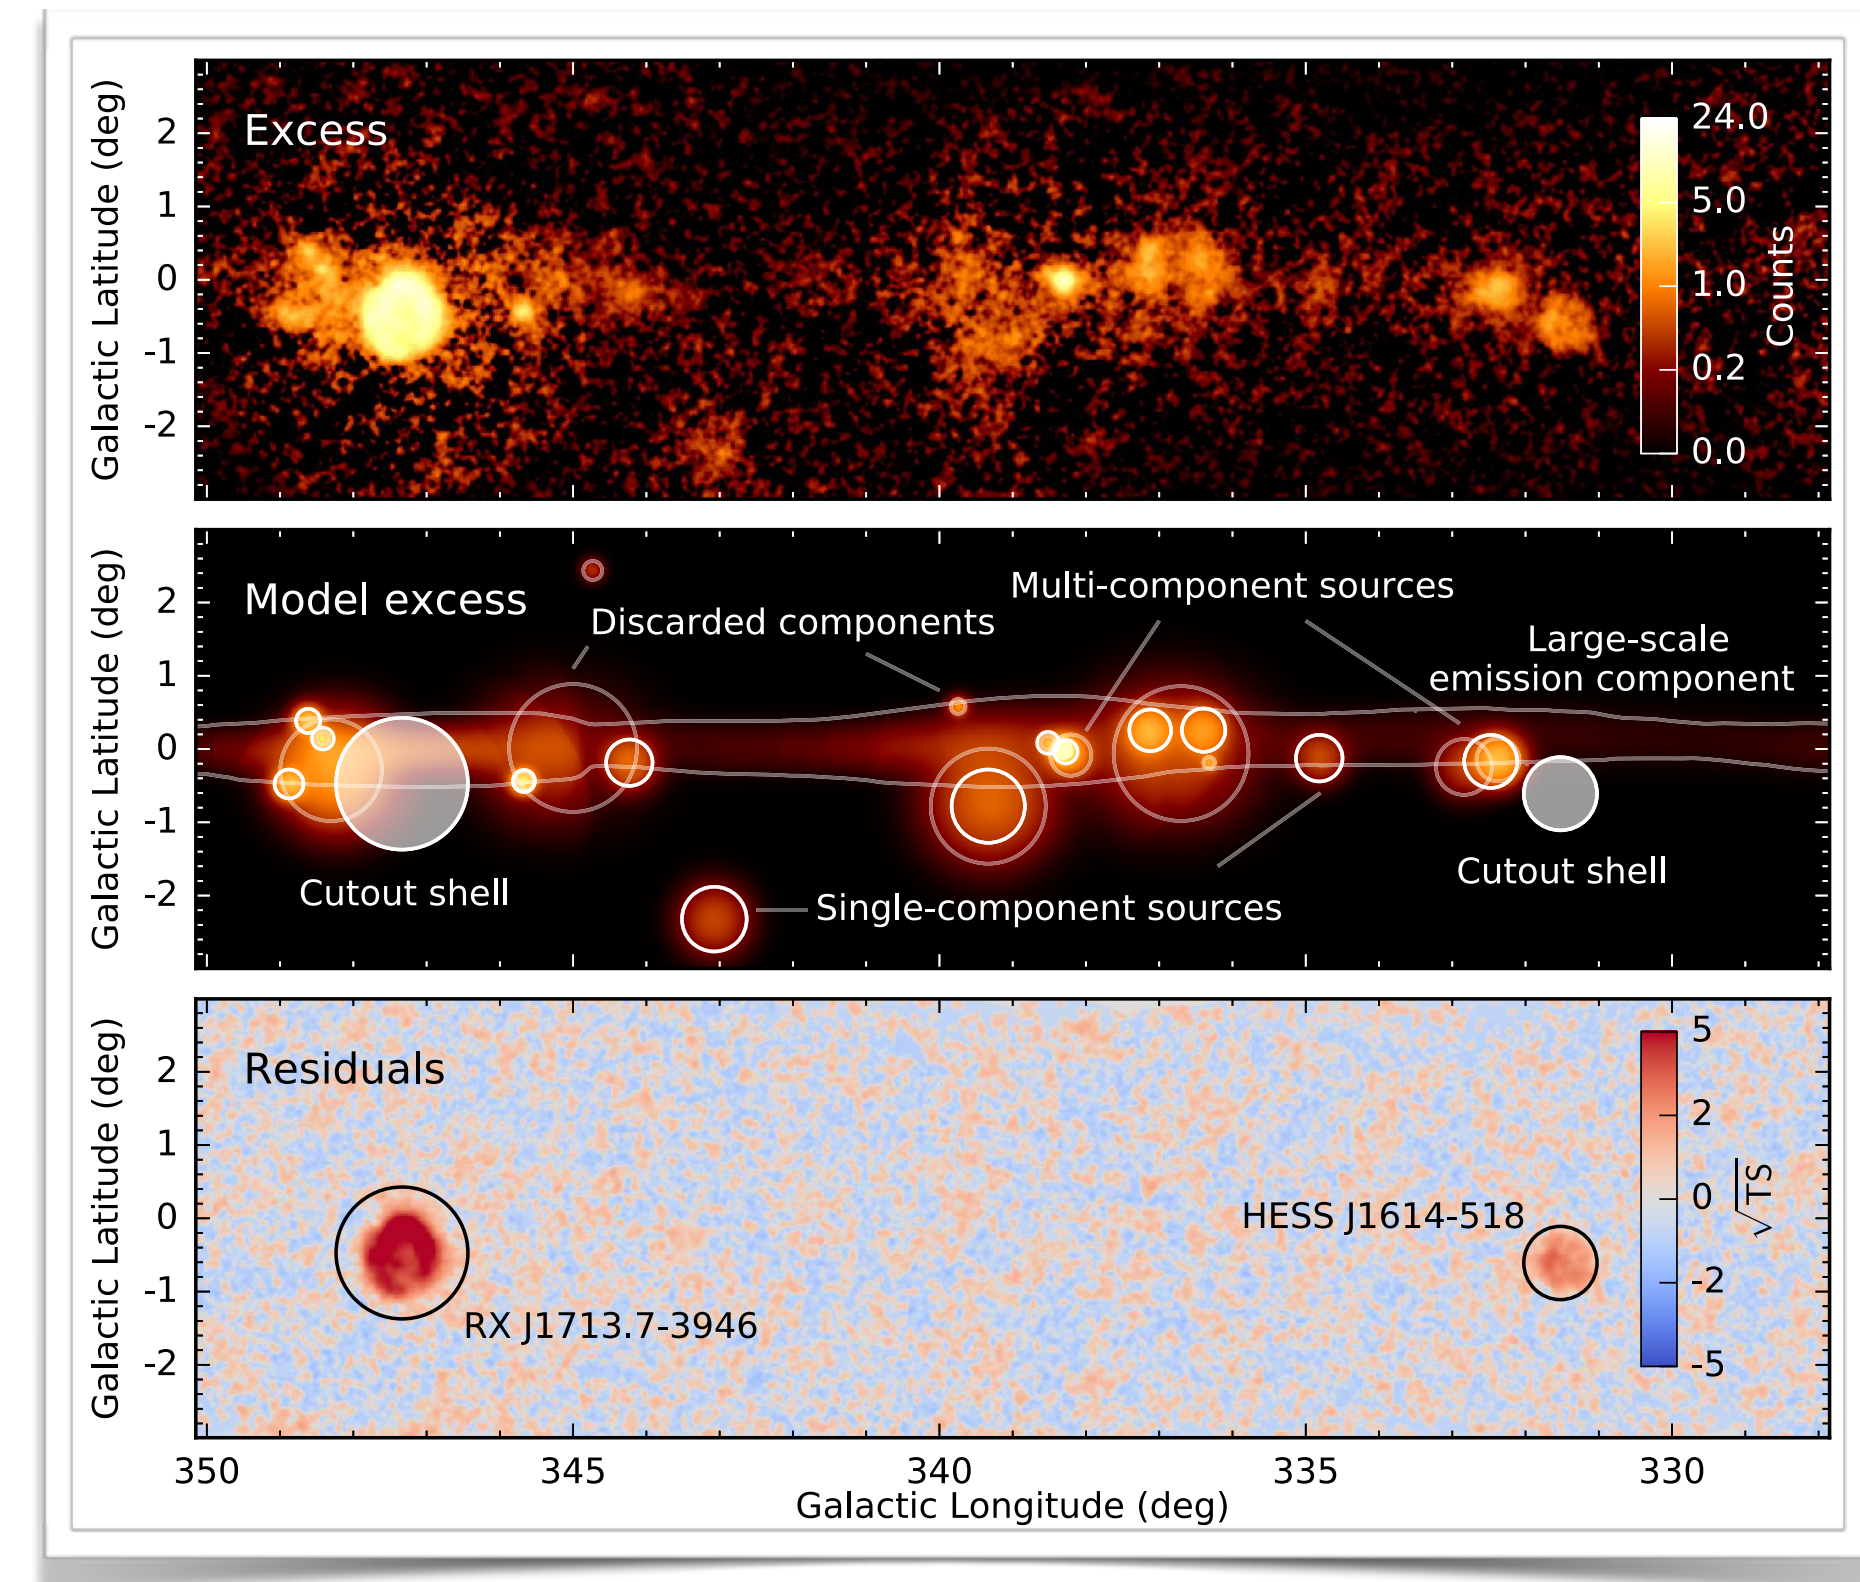 Galactic Latitude (deg)
2
1
0
-1
-2
Excess
24.0
5.0
1.0
0.2
0.0
Counts
Galactic Latitude (deg)
2
1
0
-1
-2
Model excess
Discarded components
Multi-component sources
Large-scale
emission component
Cutout shell
Single-component sources
Cutout shell
Galactic Latitude (deg)
2
1
0
-1
-2
Residuals
RX J1713.7-3946
HESS J1614-518
5
2
0
-2
-5
√TS
350
345
340
335
330
Galactic Longitude (deg)